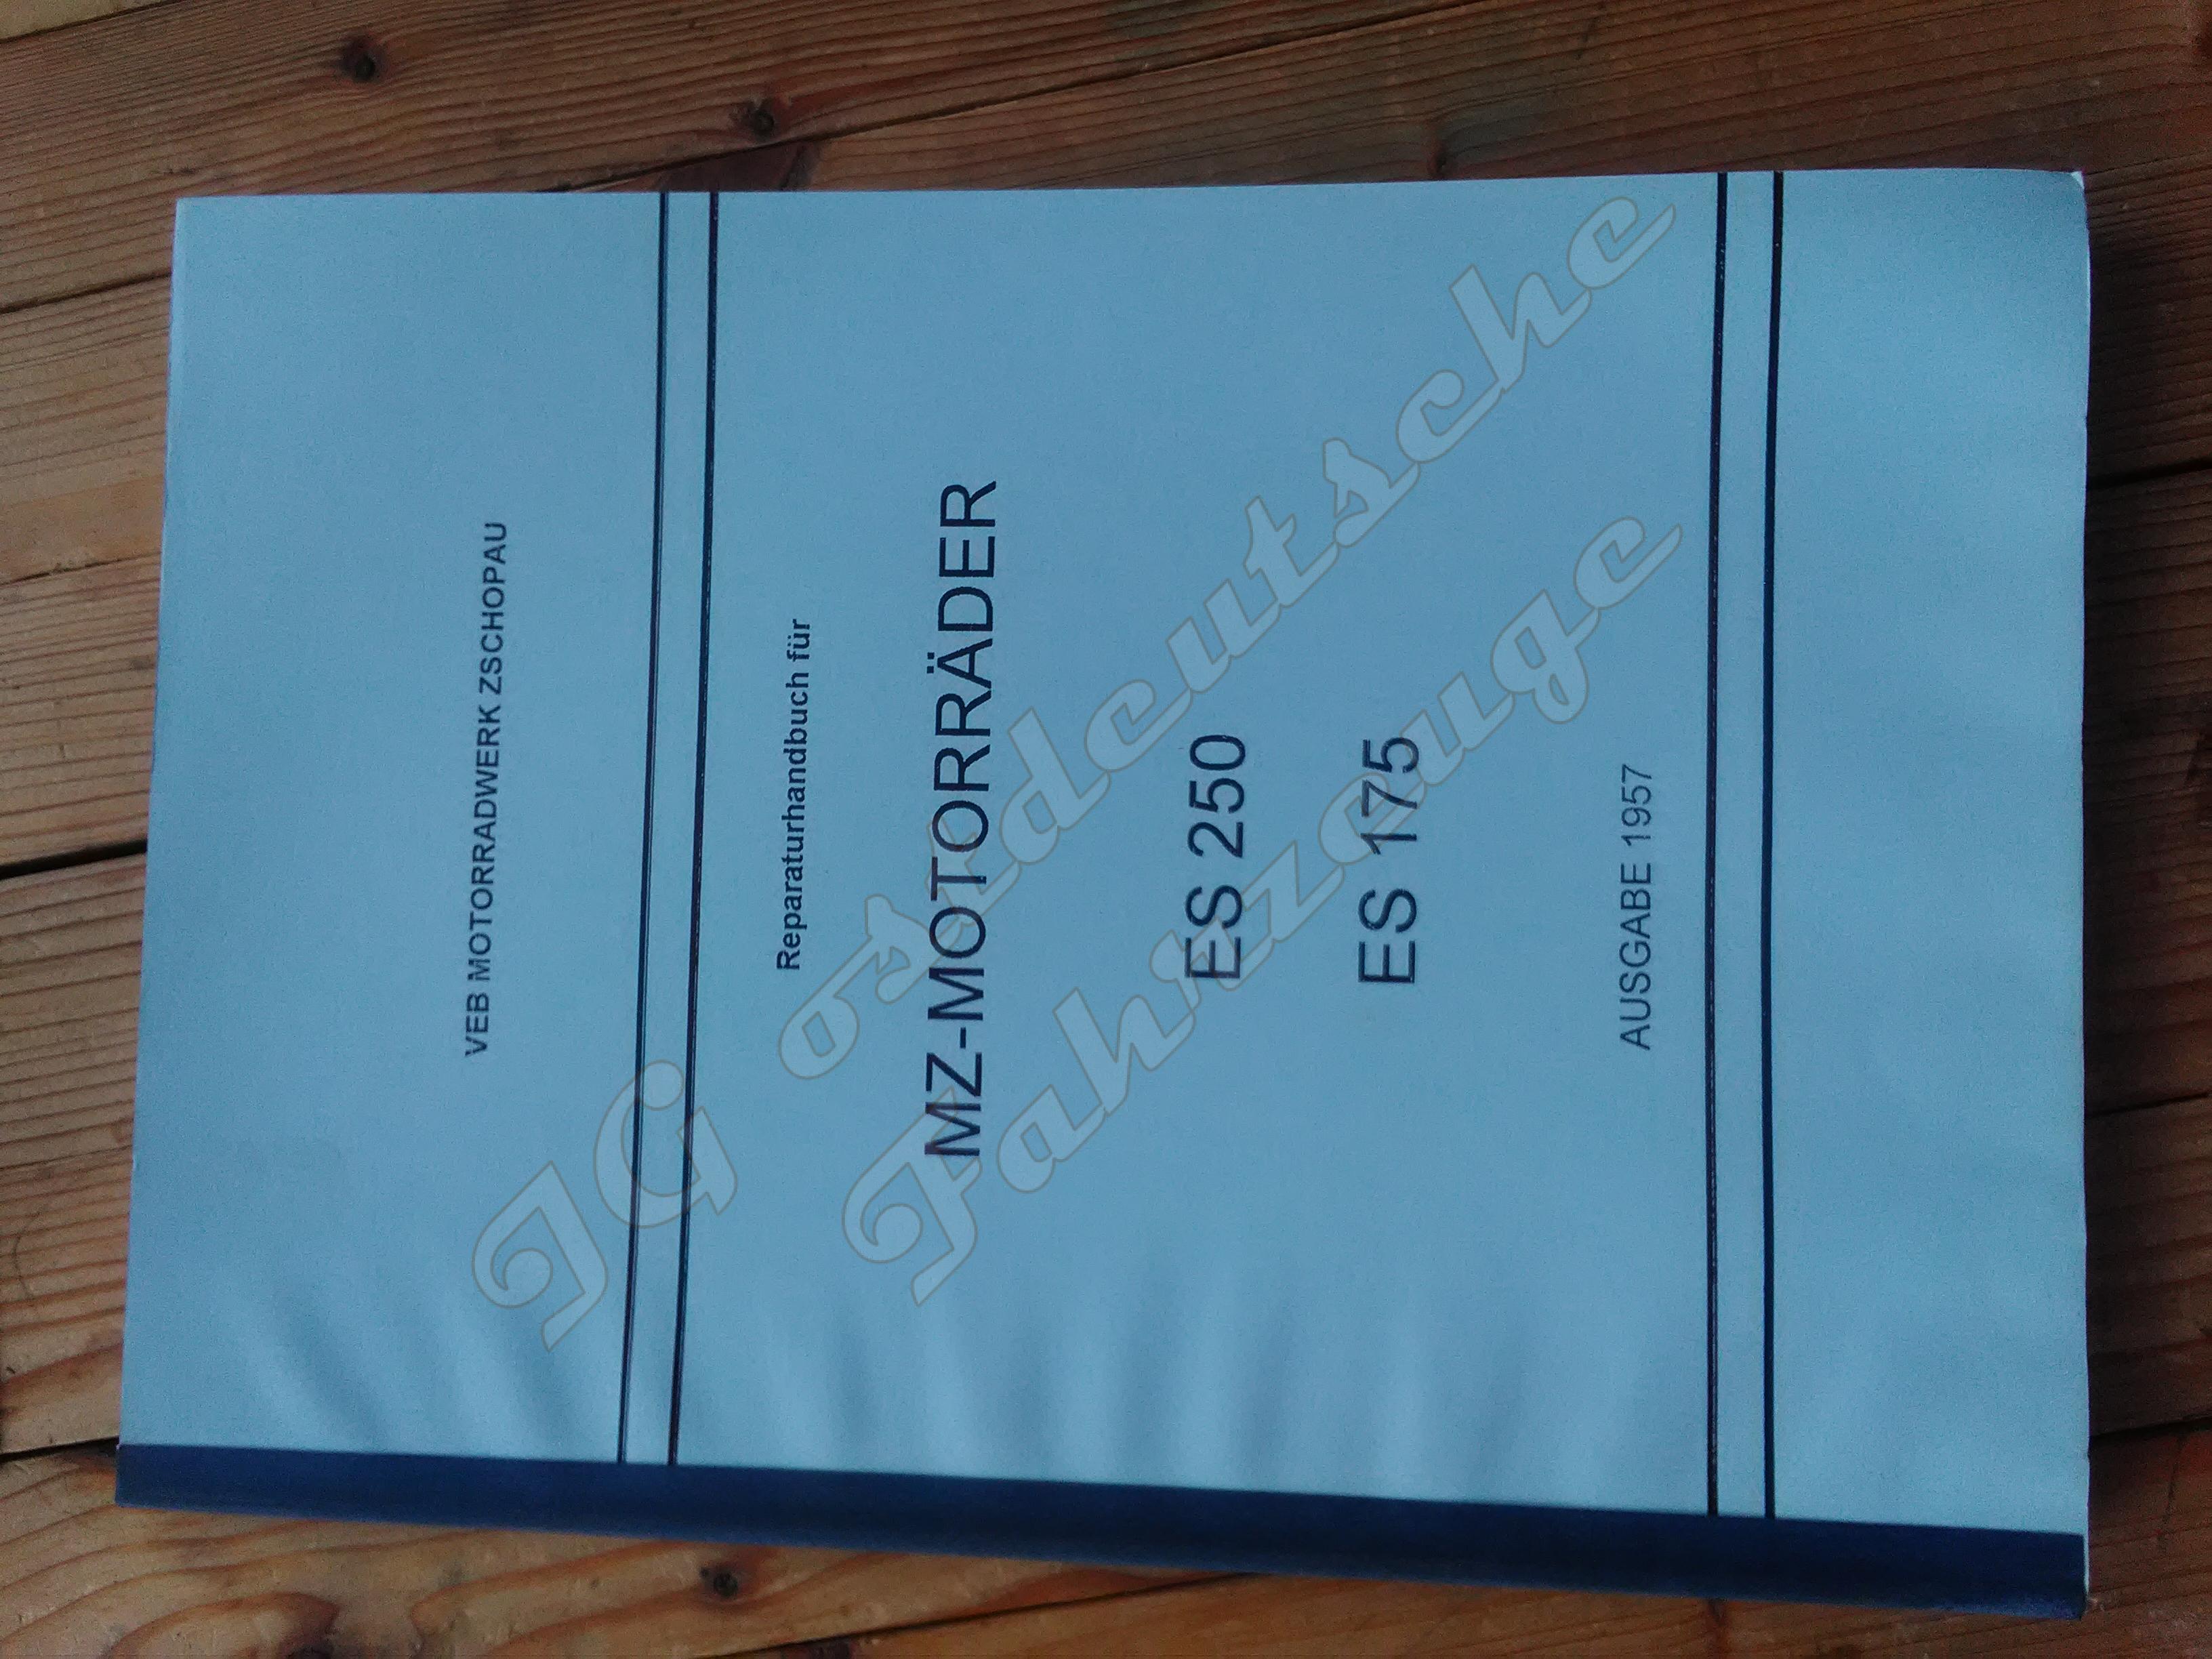 VEB MOTORRADWERK ZSCHOPAU
Reparaturhandbuch für
MZ-MOTORRÄDER
ES 250
ES 175
AUSGABE 1957
IG ostdeutsche
Fahrzeuge